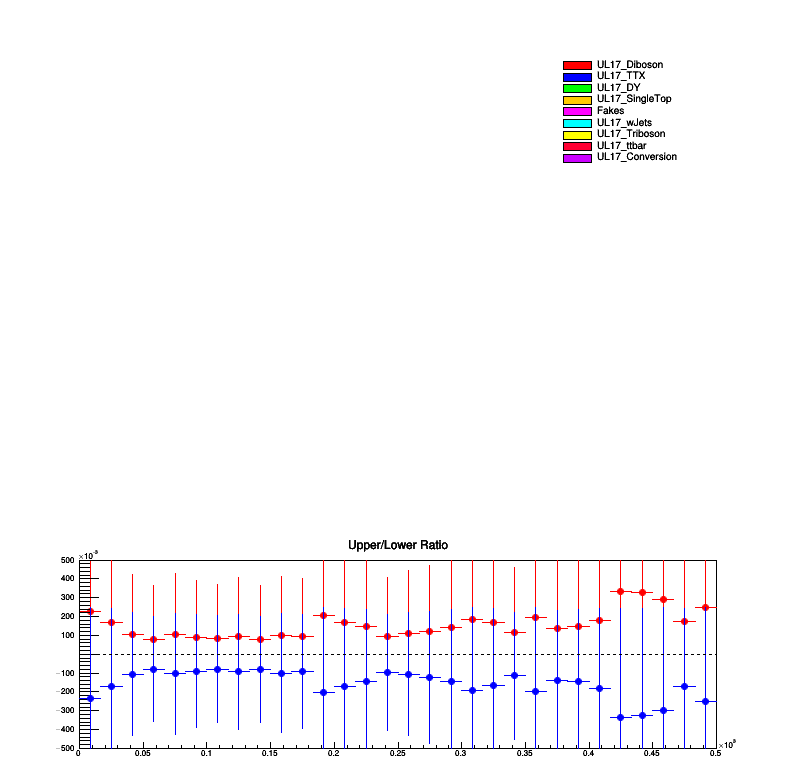 UL17_Diboson
UL17_TTX
UL17_DY
UL17_SingleTop
Fakes
UL17_wJets
UL17_Triboson
UL17_ttbar
UL17_Conversion
Upper/Lower Ratio
×10⁻³
500
400
300
200
100
-100
-200
-300
-400
-500
0 0.05 0.1 0.15 0.2 0.25 0.3 0.35 0.4 0.45 0.5
×10³